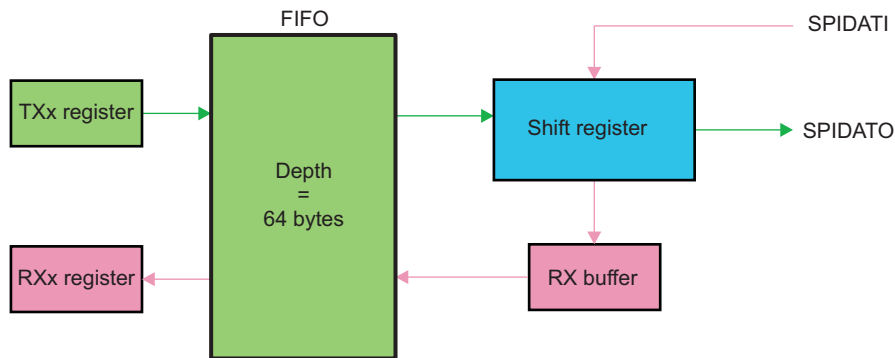 FIFO
SPIDATI
TXx register
Shift register
SPIDATO
Depth
=
64 bytes
RXx register
RX buffer